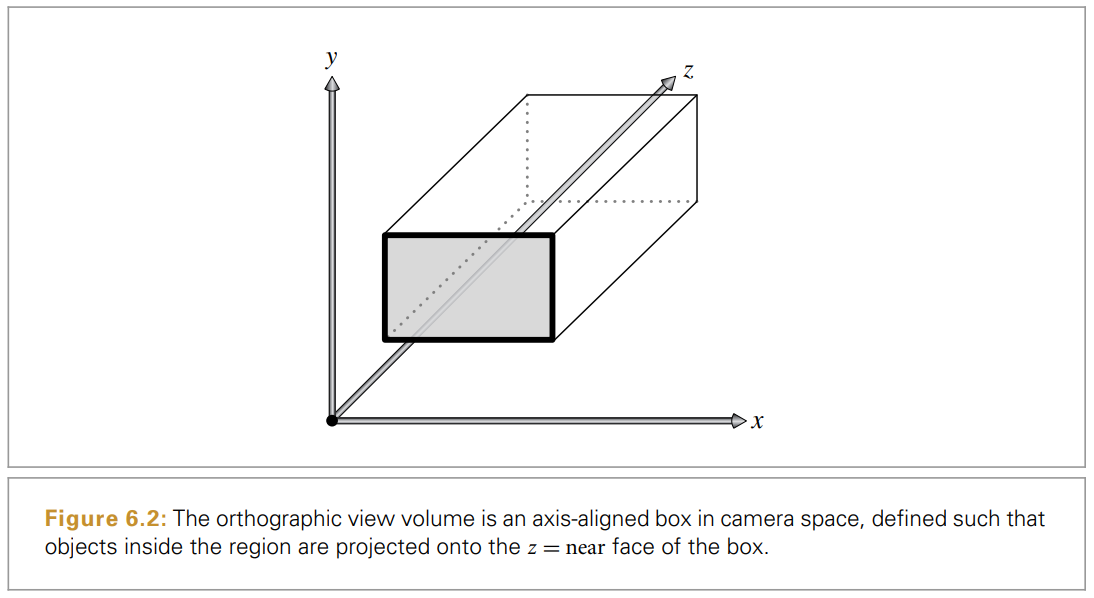 y
z
x
Figure 6.2: The orthographic view volume is an axis-aligned box in camera space, defined such that
objects inside the region are projected onto the z = near face of the box.